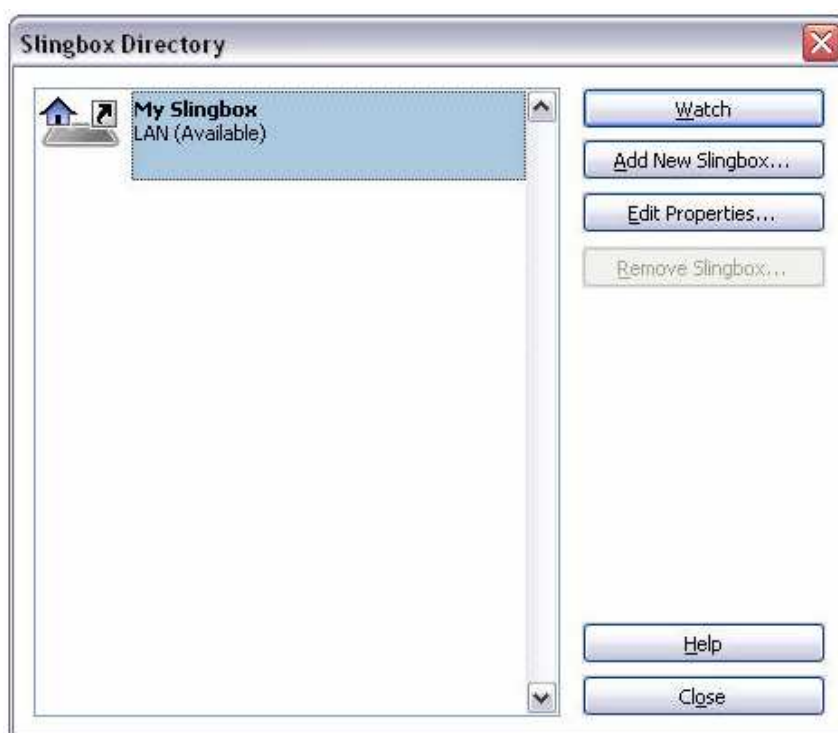 Slingbox Directory
My Slingbox
LAN (Available)
Watch
Add New Slingbox...
Edit Properties...
Remove Slingbox...
Help
Close